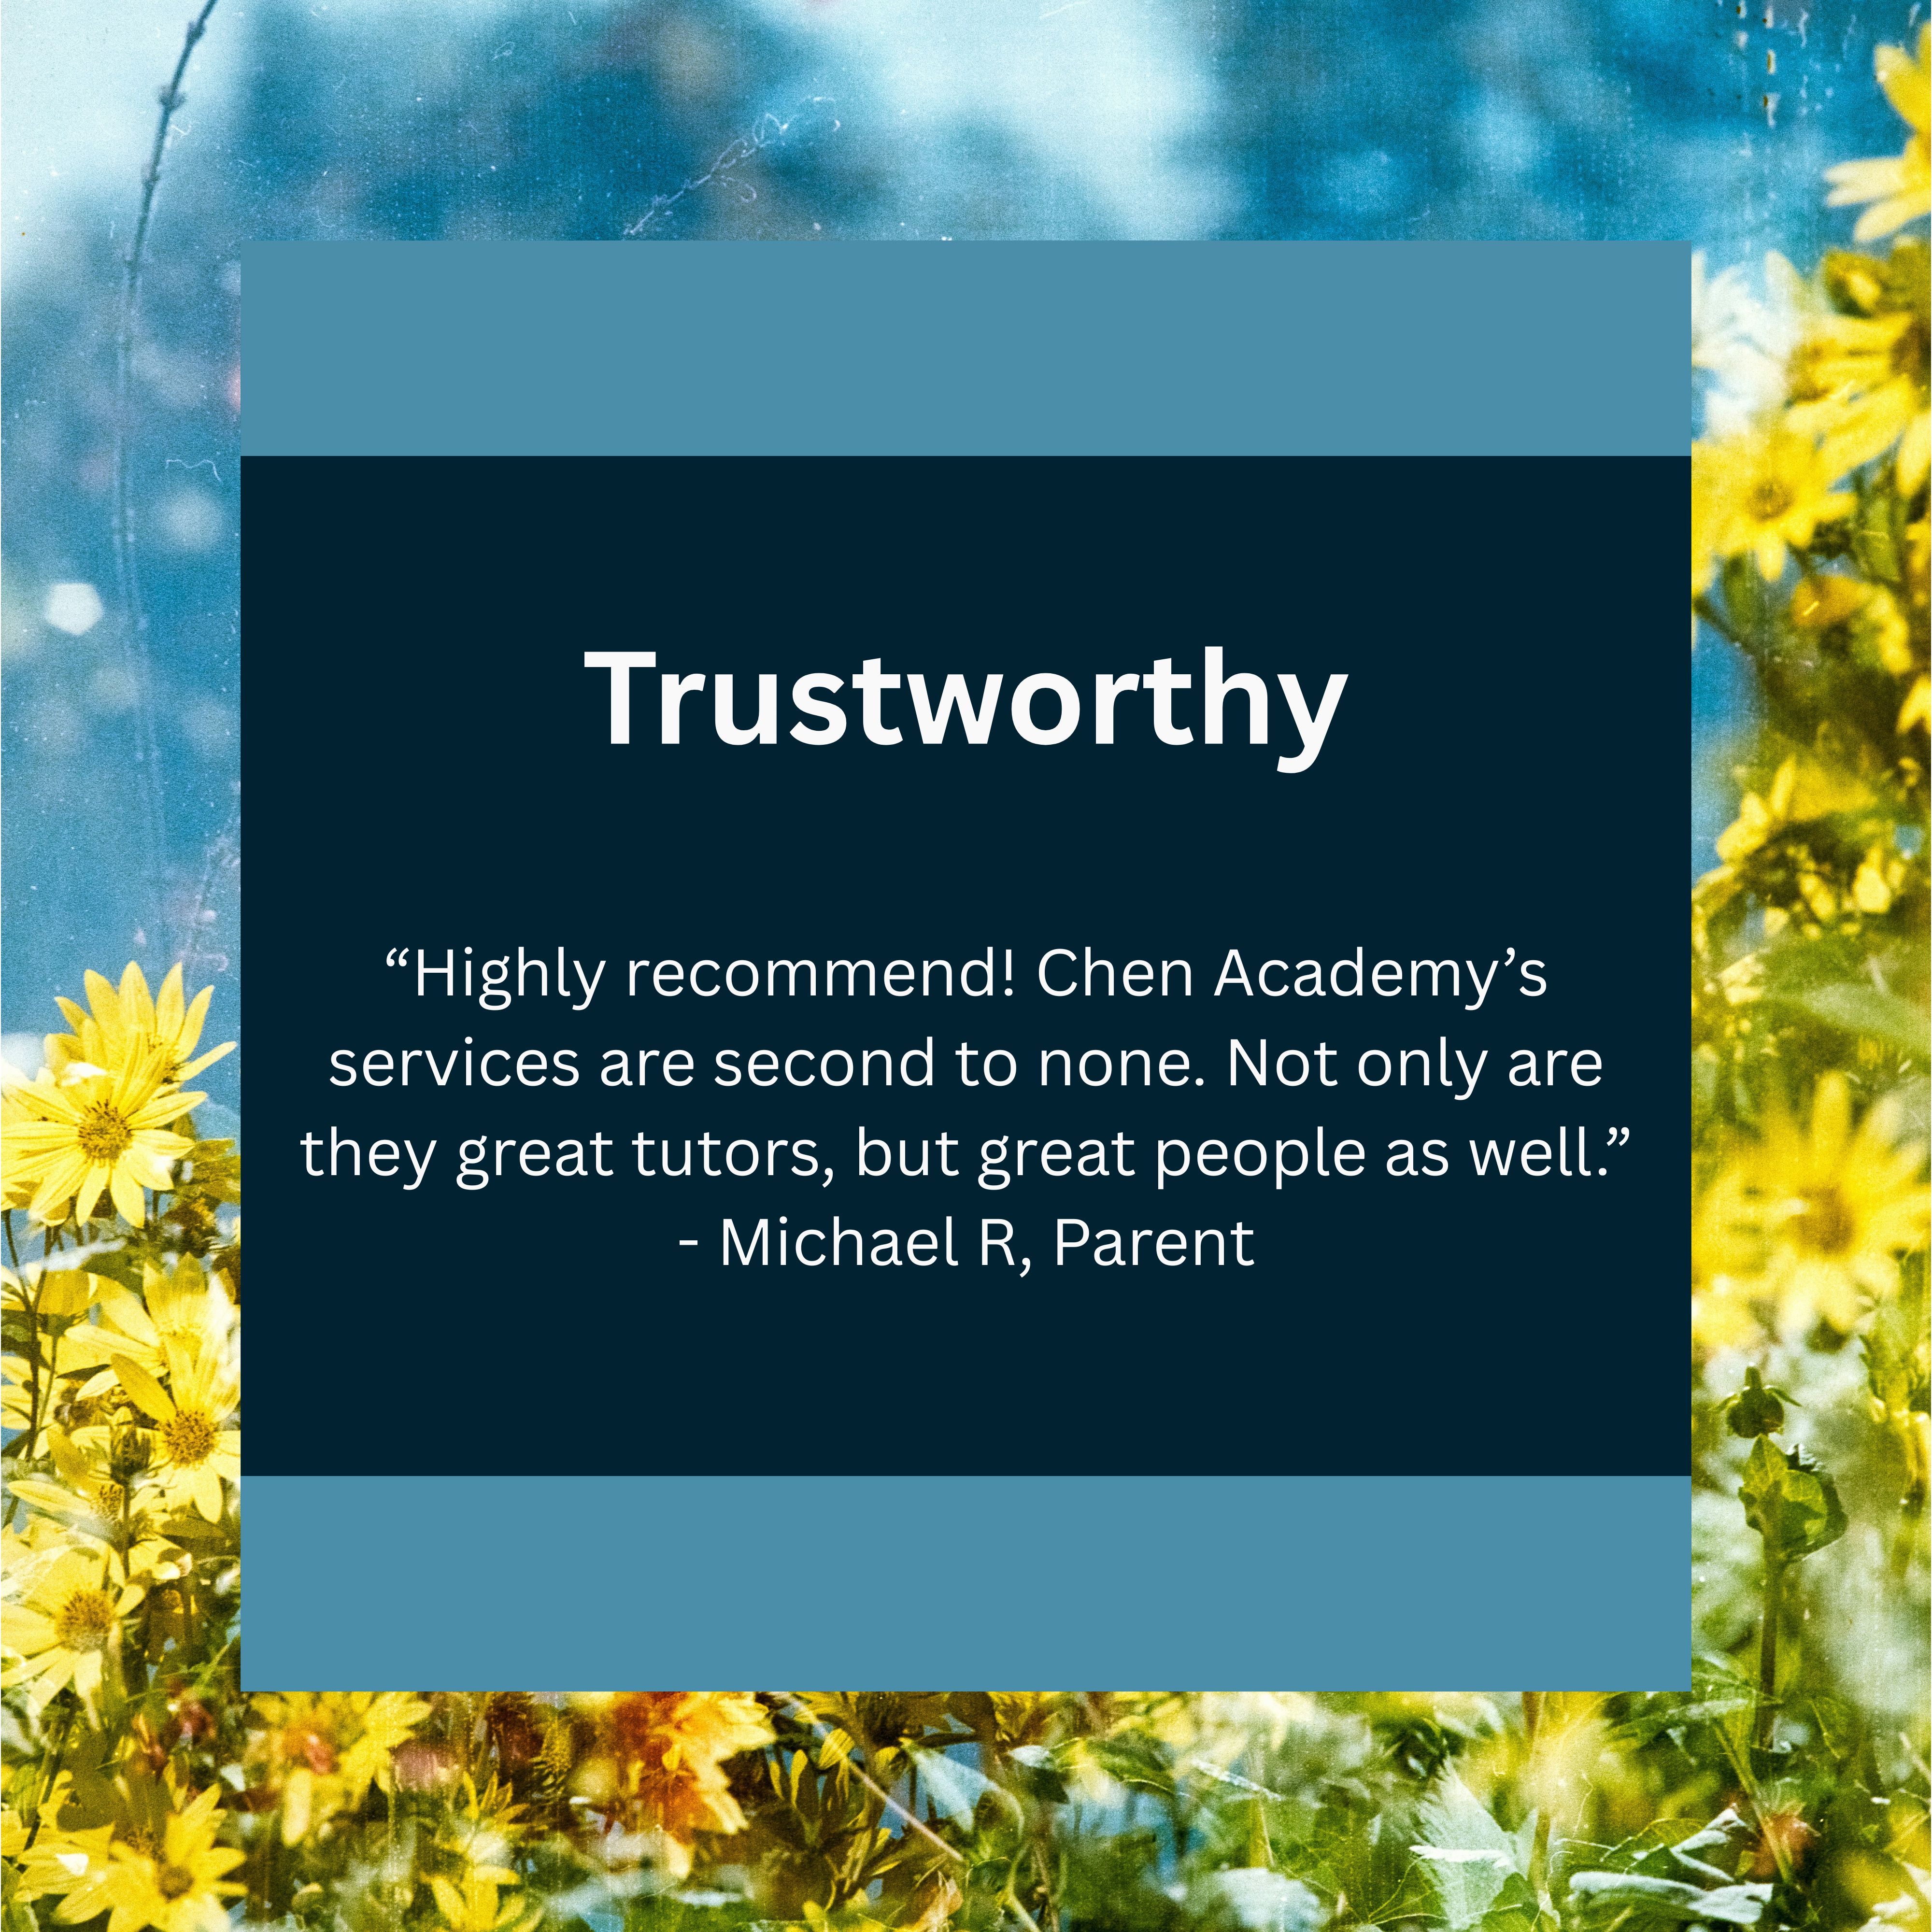 Trustworthy
“Highly recommend! Chen Academy’s
services are second to none. Not only are
they great tutors, but great people as well.”
- Michael R, Parent